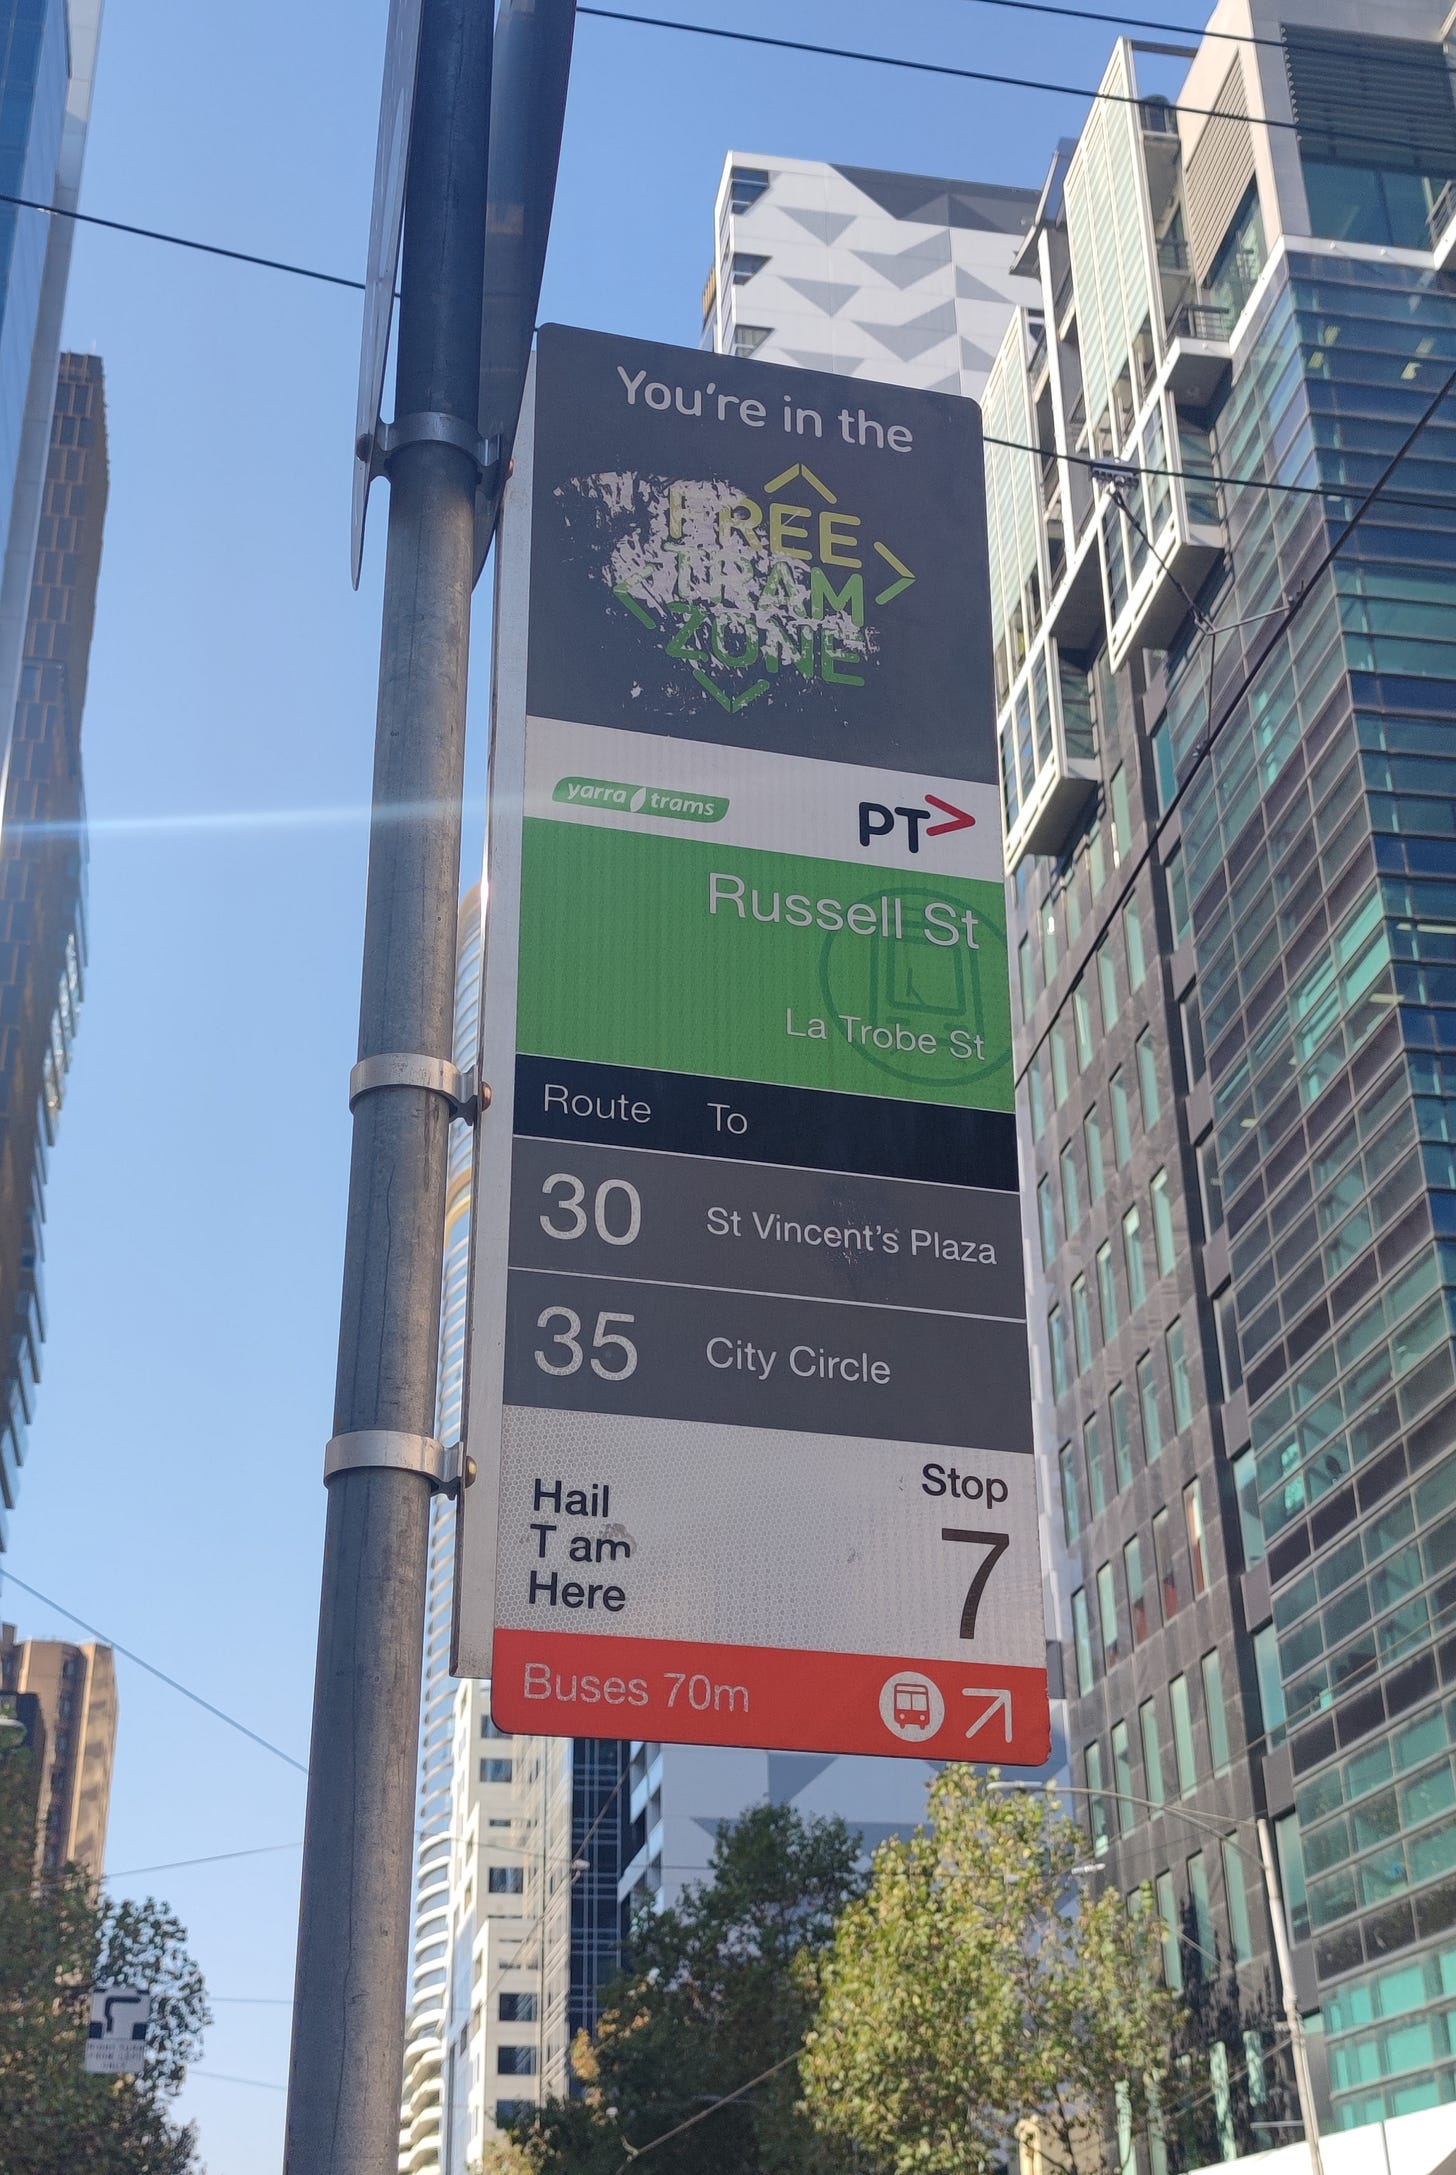 You're in the
FREE
TRAM
ZONE
yarra trams
PT>
Russell St
La Trobe St
Route To
30 St Vincent's Plaza
35 City Circle
Stop
7
Hail
T am
Here
Buses 70m